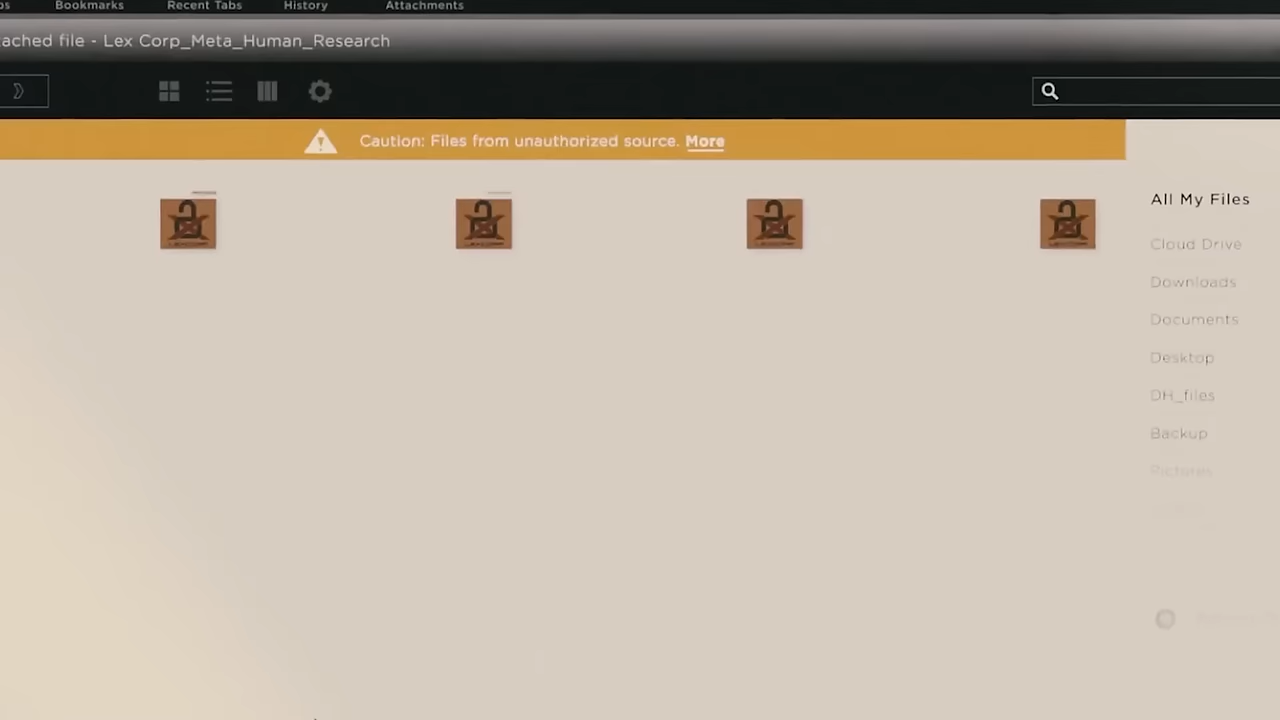 Bookmarks Recent Tabs History Attachments
ached file - Lex Corp_Meta_Human_Research
Caution: Files from unauthorized source. More
All My Files
Cloud Drive
Downloads
Documents
Desktop
DH_files
Backup
Pictures